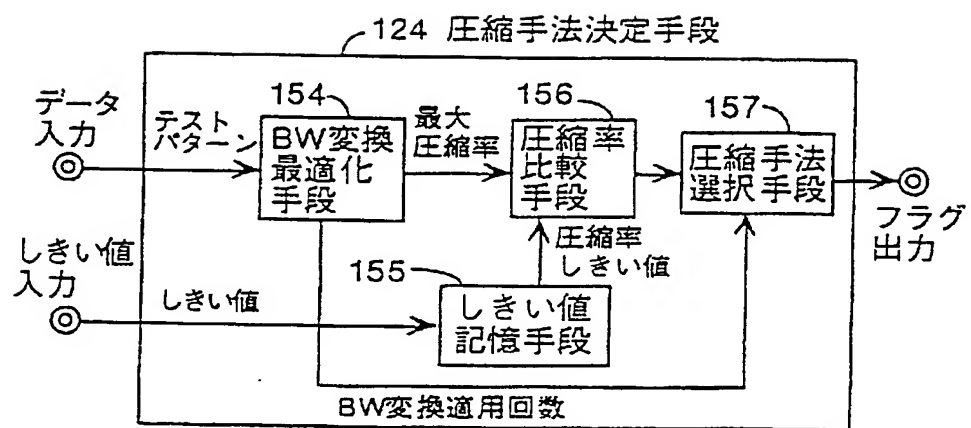 124 圧縮手法決定手段
データ
入力
テスト
パターン
154
BW変換
最適化
手段
最大
圧縮率
156
圧縮率
比較
手段
157
圧縮手法
選択手段
フラグ
出力
しきい値
入力
しきい値
155
しきい値
記憶手段
圧縮率
しきい値
BW変換適用回数